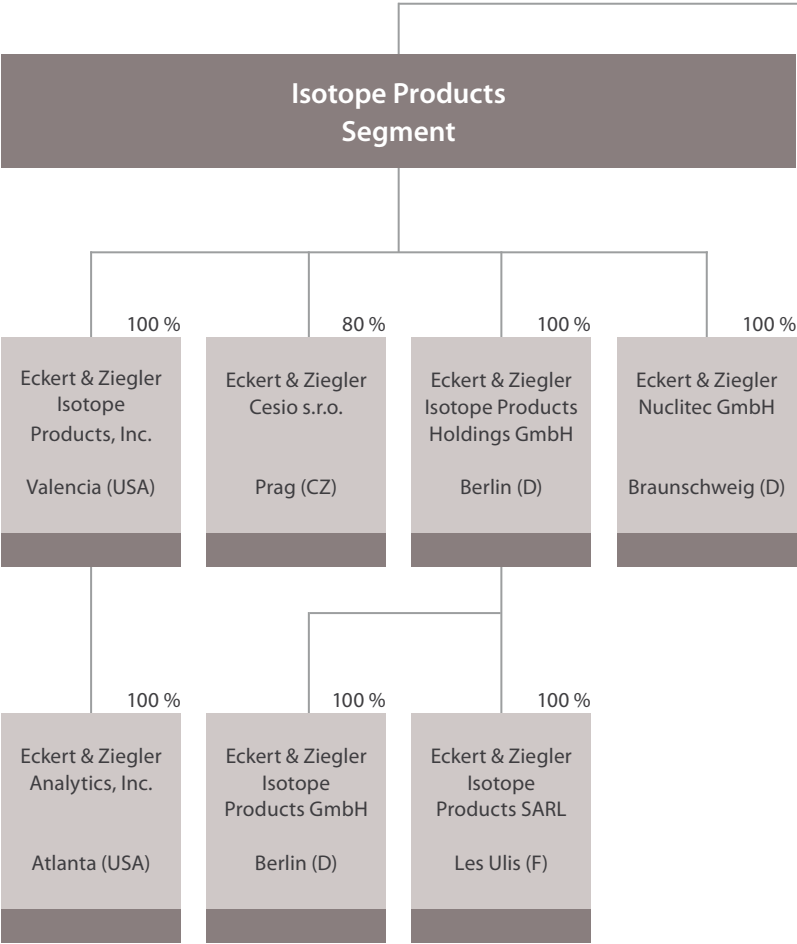 Isotope Products
Segment
100 %
80 %
100 %
100 %
Eckert & Ziegler
Isotope
Products, Inc.
Valencia (USA)
Eckert & Ziegler
Cesio s.r.o.
Prag (CZ)
Eckert & Ziegler
Isotope Products
Holdings GmbH
Berlin (D)
Eckert & Ziegler
Nuclitec GmbH
Braunschweig (D)
100 %
100 %
100 %
Eckert & Ziegler
Analytics, Inc.
Atlanta (USA)
Eckert & Ziegler
Isotope
Products GmbH
Berlin (D)
Eckert & Ziegler
Isotope
Products SARL
Les Ulis (F)